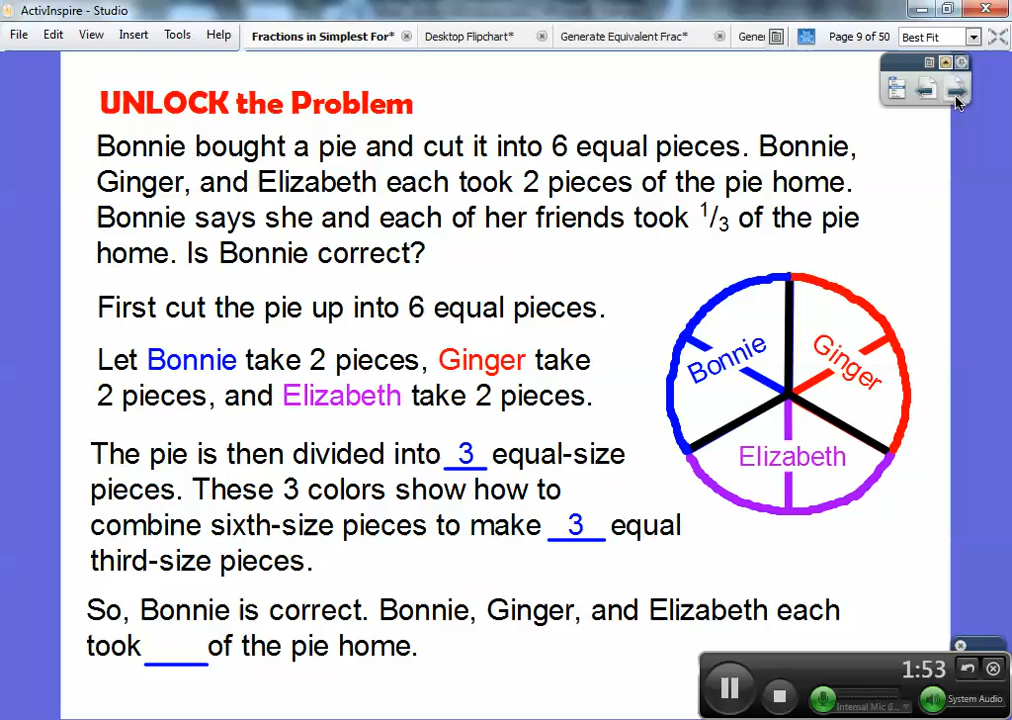 ActivInspire - Studio
File Edit View Insert Tools Help Fractions in Simplest For* Desktop Flipchart* Generate Equivalent Frac* Gene Page 9 of 50 Best Fit
UNLOCK the Problem
Bonnie bought a pie and cut it into 6 equal pieces. Bonnie,
Ginger, and Elizabeth each took 2 pieces of the pie home.
Bonnie says she and each of her friends took 1/3 of the pie
home. Is Bonnie correct?
First cut the pie up into 6 equal pieces.
Let Bonnie take 2 pieces, Ginger take
2 pieces, and Elizabeth take 2 pieces.
Bonnie
Ginger
Elizabeth
The pie is then divided into 3 equal-size
pieces. These 3 colors show how to
combine sixth-size pieces to make 3 equal
third-size pieces.
So, Bonnie is correct. Bonnie, Ginger, and Elizabeth each
took ____ of the pie home.
1:53
Internal Mic (I... System Audio